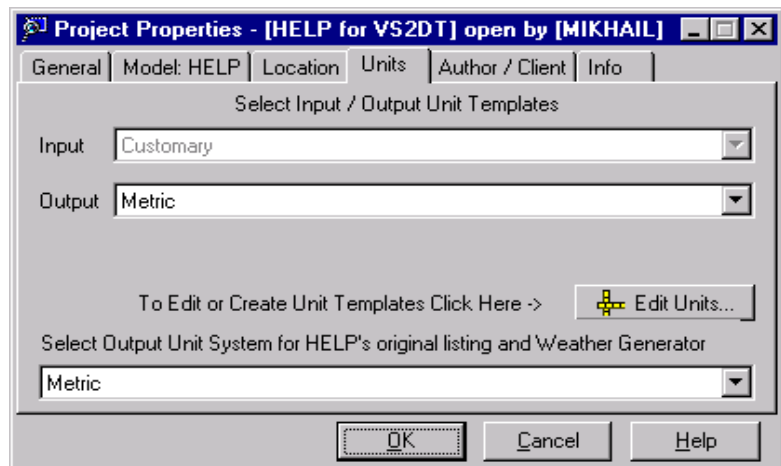 Project Properties - [HELP for VS2DT] open by [MIKHAIL]
General Model: HELP Location Units Author / Client Info
Select Input / Output Unit Templates
Input Customary
Output Metric
To Edit or Create Unit Templates Click Here -> Edit Units...
Select Output Unit System for HELP's original listing and Weather Generator
Metric
OK Cancel Help